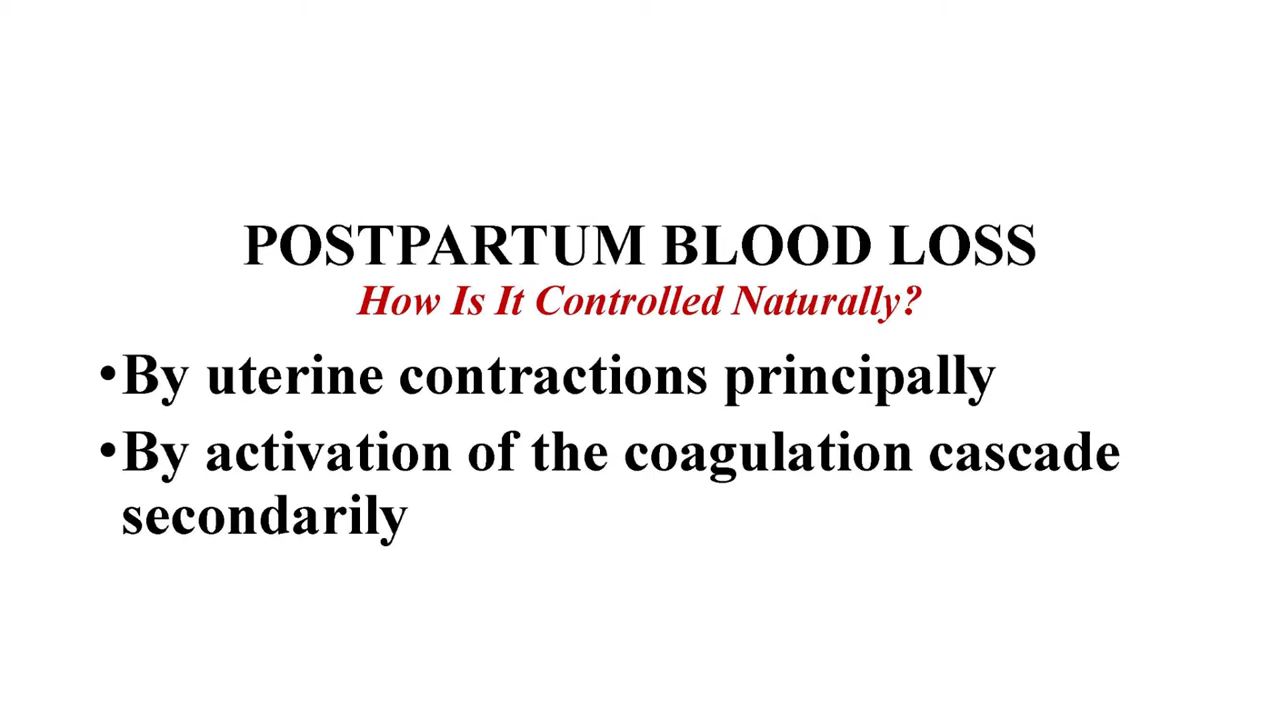 POSTPARTUM BLOOD LOSS
How Is It Controlled Naturally?
•By uterine contractions principally
•By activation of the coagulation cascade
secondarily